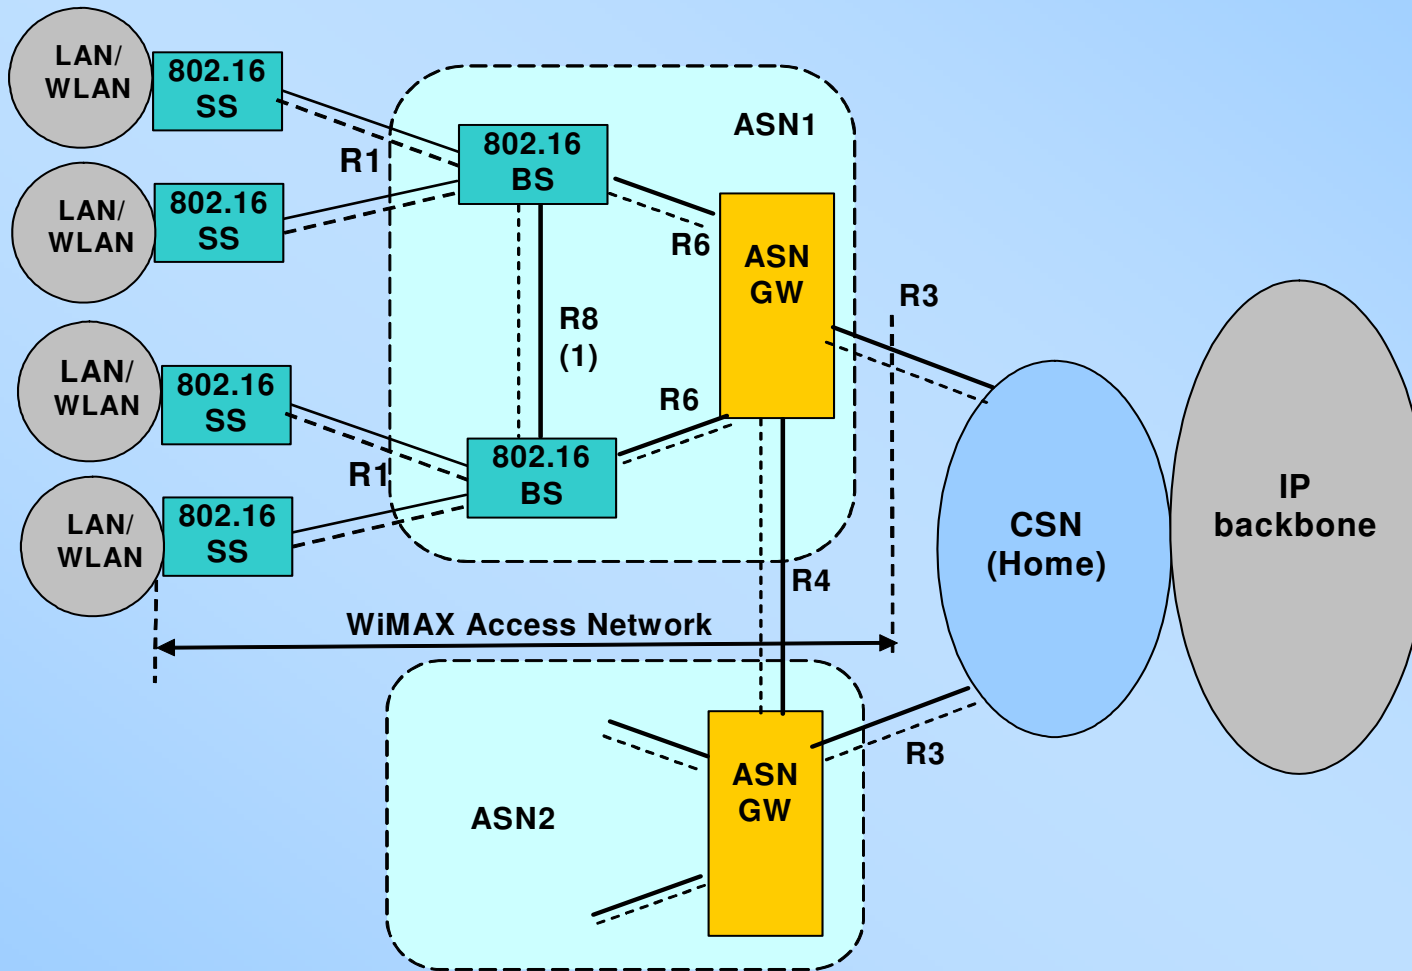 LAN/
WLAN
802.16
SS
LAN/
WLAN
802.16
SS
R1
802.16
BS
ASN1
R6
ASN
GW
R8
(1)
R3
LAN/
WLAN
802.16
SS
R1
LAN/
WLAN
802.16
SS
802.16
BS
R6
R4
CSN
(Home)
IP
backbone
WiMAX Access Network
ASN2
ASN
GW
R3